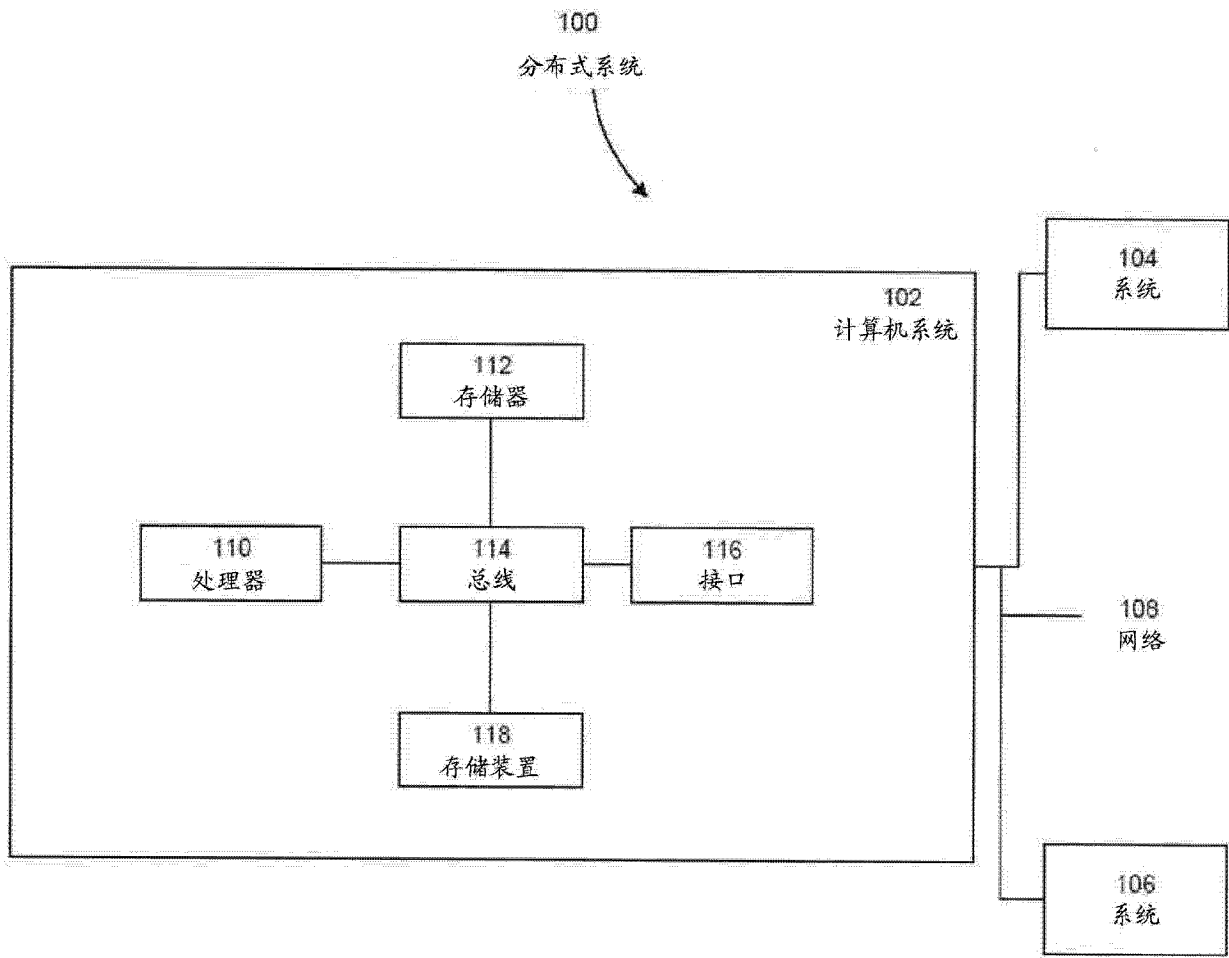 100
分布式系统
102
计算机系统
104
系统
112
存储器
110
处理器
114
总线
116
接口
108
网络
118
存储装置
106
系统